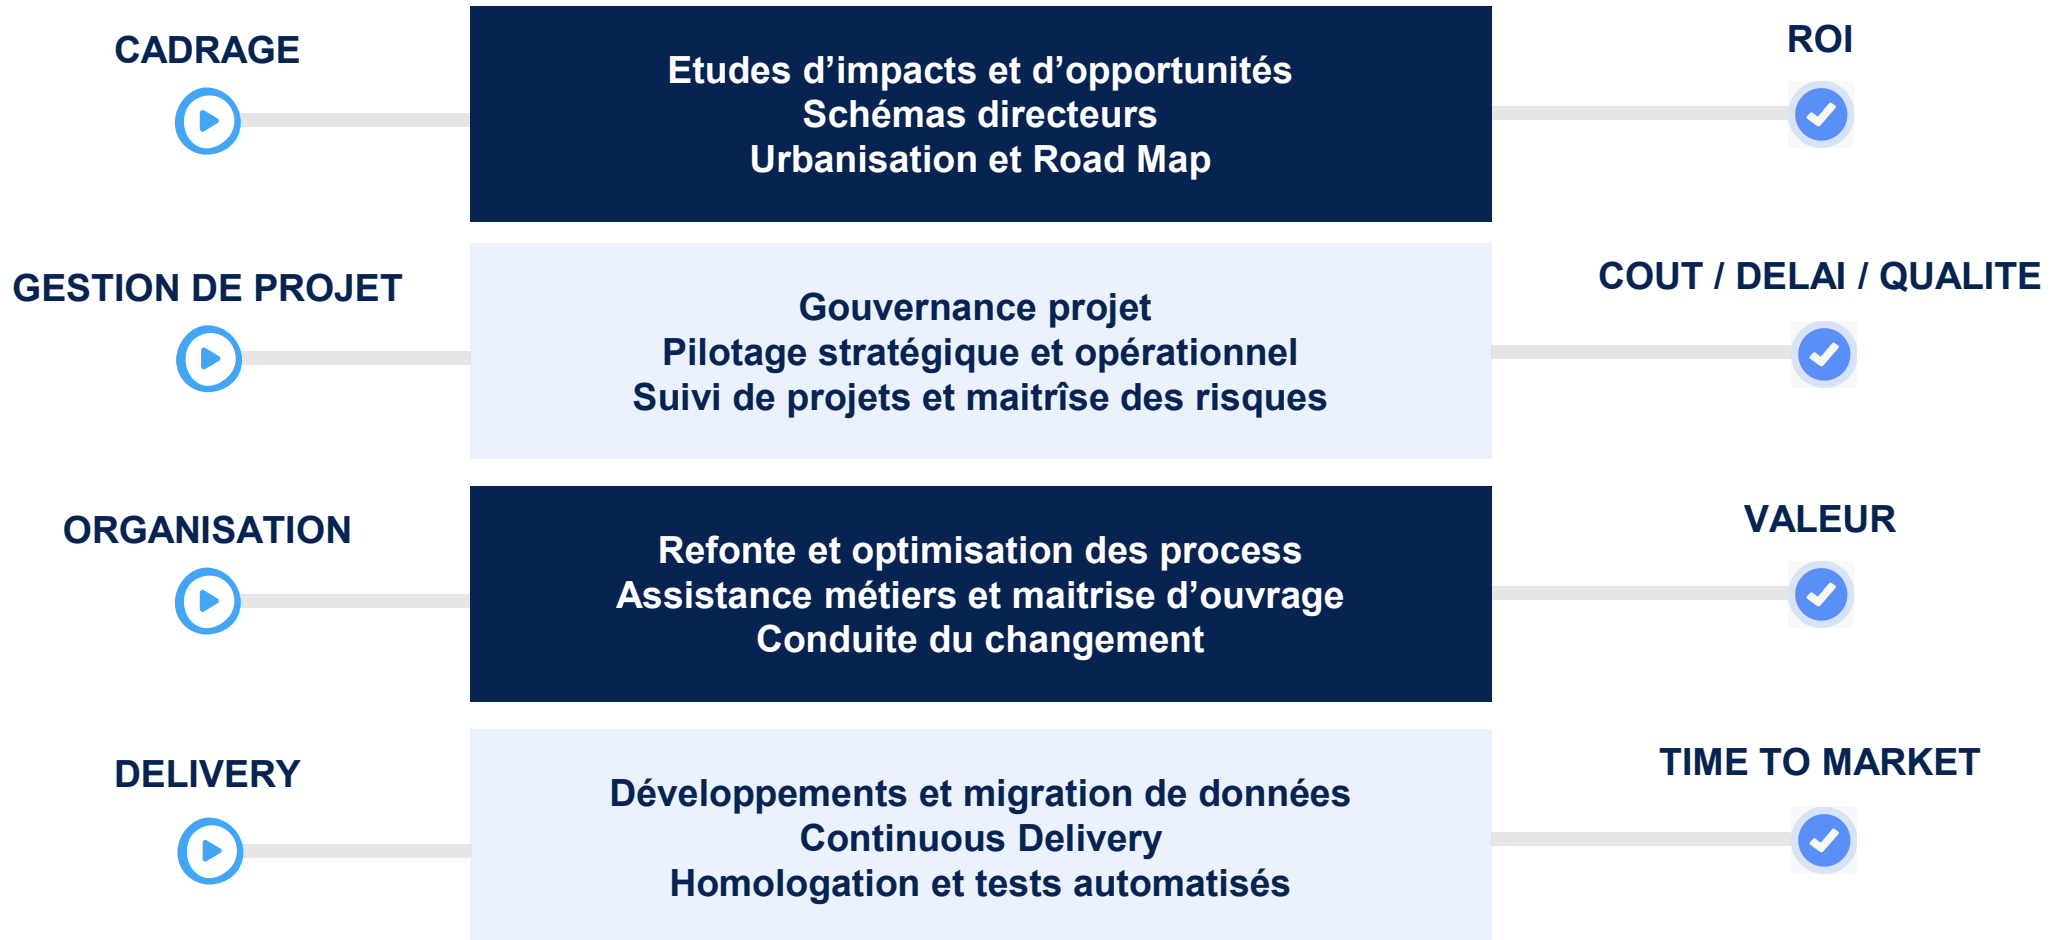 CADRAGE
Etudes d’impacts et d’opportunités
Schémas directeurs
Urbanisation et Road Map
ROI
GESTION DE PROJET
Gouvernance projet
Pilotage stratégique et opérationnel
Suivi de projets et maitrîse des risques
COUT / DELAI / QUALITE
ORGANISATION
Refonte et optimisation des process
Assistance métiers et maitrise d’ouvrage
Conduite du changement
VALEUR
DELIVERY
Développements et migration de données
Continuous Delivery
Homologation et tests automatisés
TIME TO MARKET